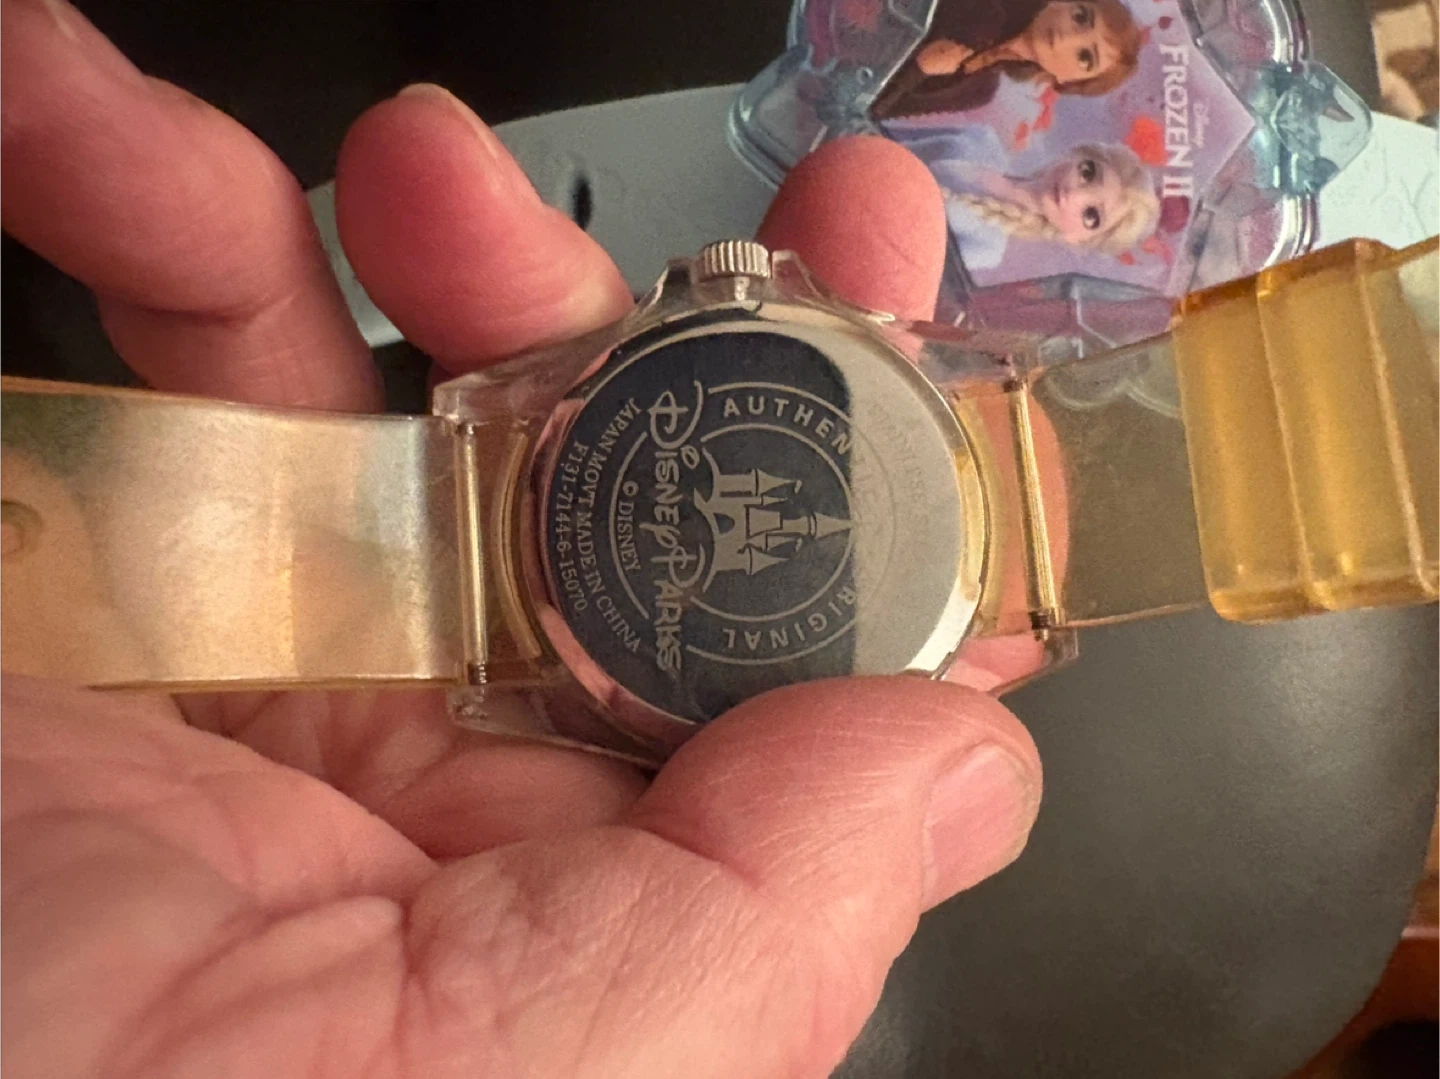 Disney
FROZEN II
AUTHENTIC
ORIGINAL
Disney PARKS
© DISNEY
JAPAN MOVT MADE IN CHINA
F131-7144-6-15070